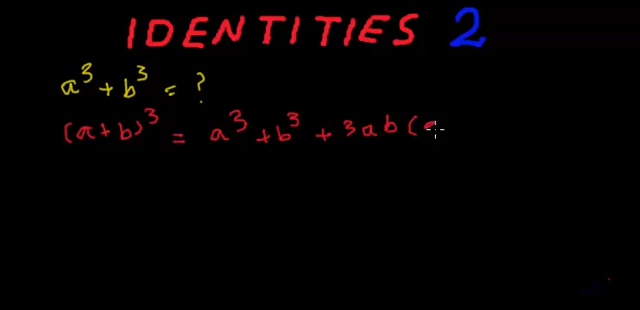 IDENTITIES 2
a³ + b³ = ?
(a + b)³ = a³ + b³ + 3ab(